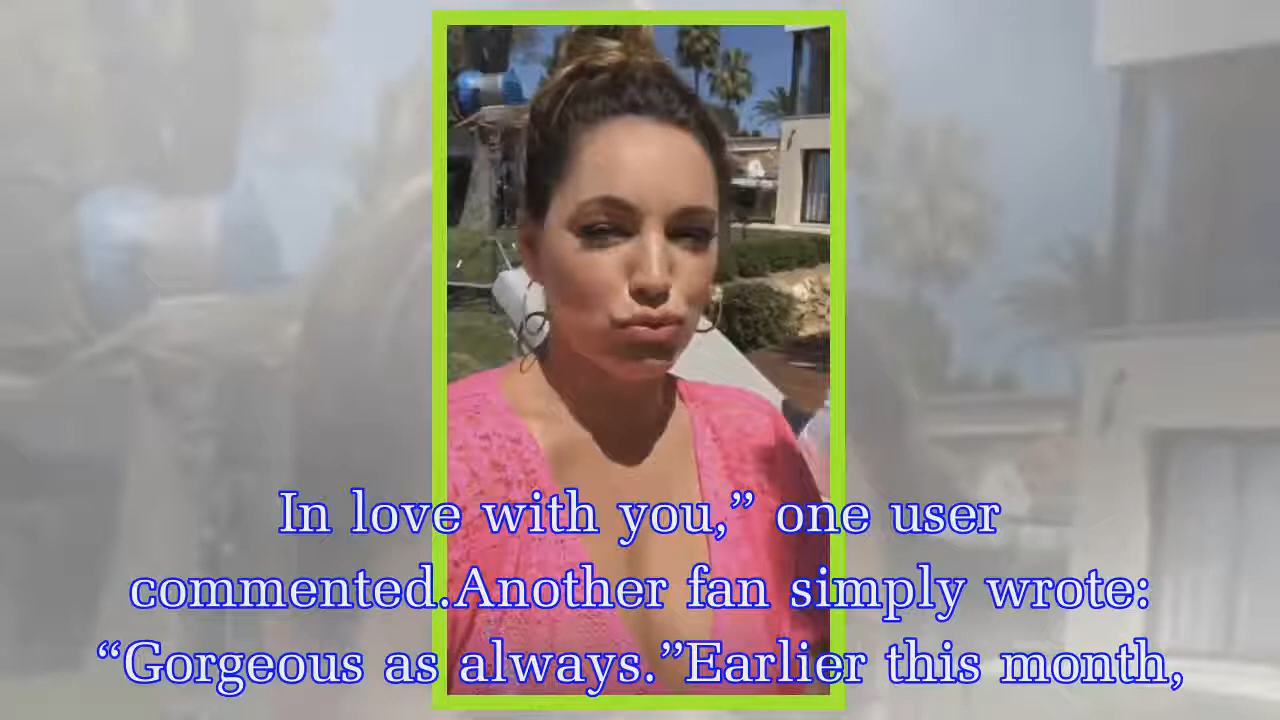 In love with you,” one user
commented.Another fan simply wrote:
“Gorgeous as always.”Earlier this month,